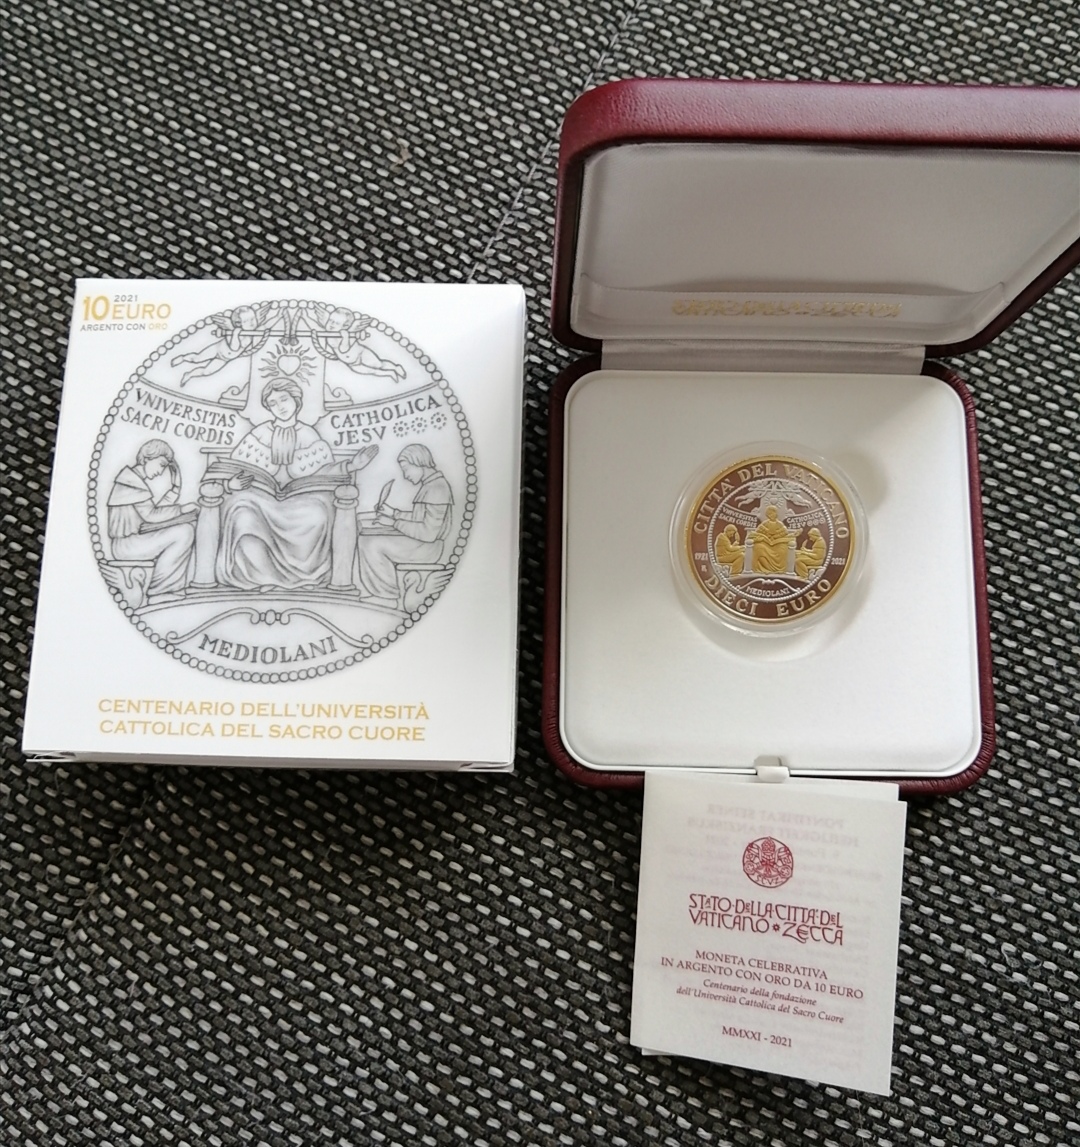 2021
10 EURO
ARGENTO CON ORO
VNIVERSITAS
SACRI CORDIS
CATHOLICA
JESV
MEDIOLANI
CENTENARIO DELL'UNIVERSITÀ
CATTOLICA DEL SACRO CUORE
CITTA' DEL VATICANO
VNIVERSITAS
SACRI CORDIS
CATHOLICA
JESV
1921
2021
R
MEDIOLANI
DIECI EURO
STATO·DELLA·CITTÀ·DEL
VATICANO * ZECCA
MONETA CELEBRATIVA
IN ARGENTO CON ORO DA 10 EURO
Centenario della fondazione
dell'Università Cattolica del Sacro Cuore
MMXXI - 2021